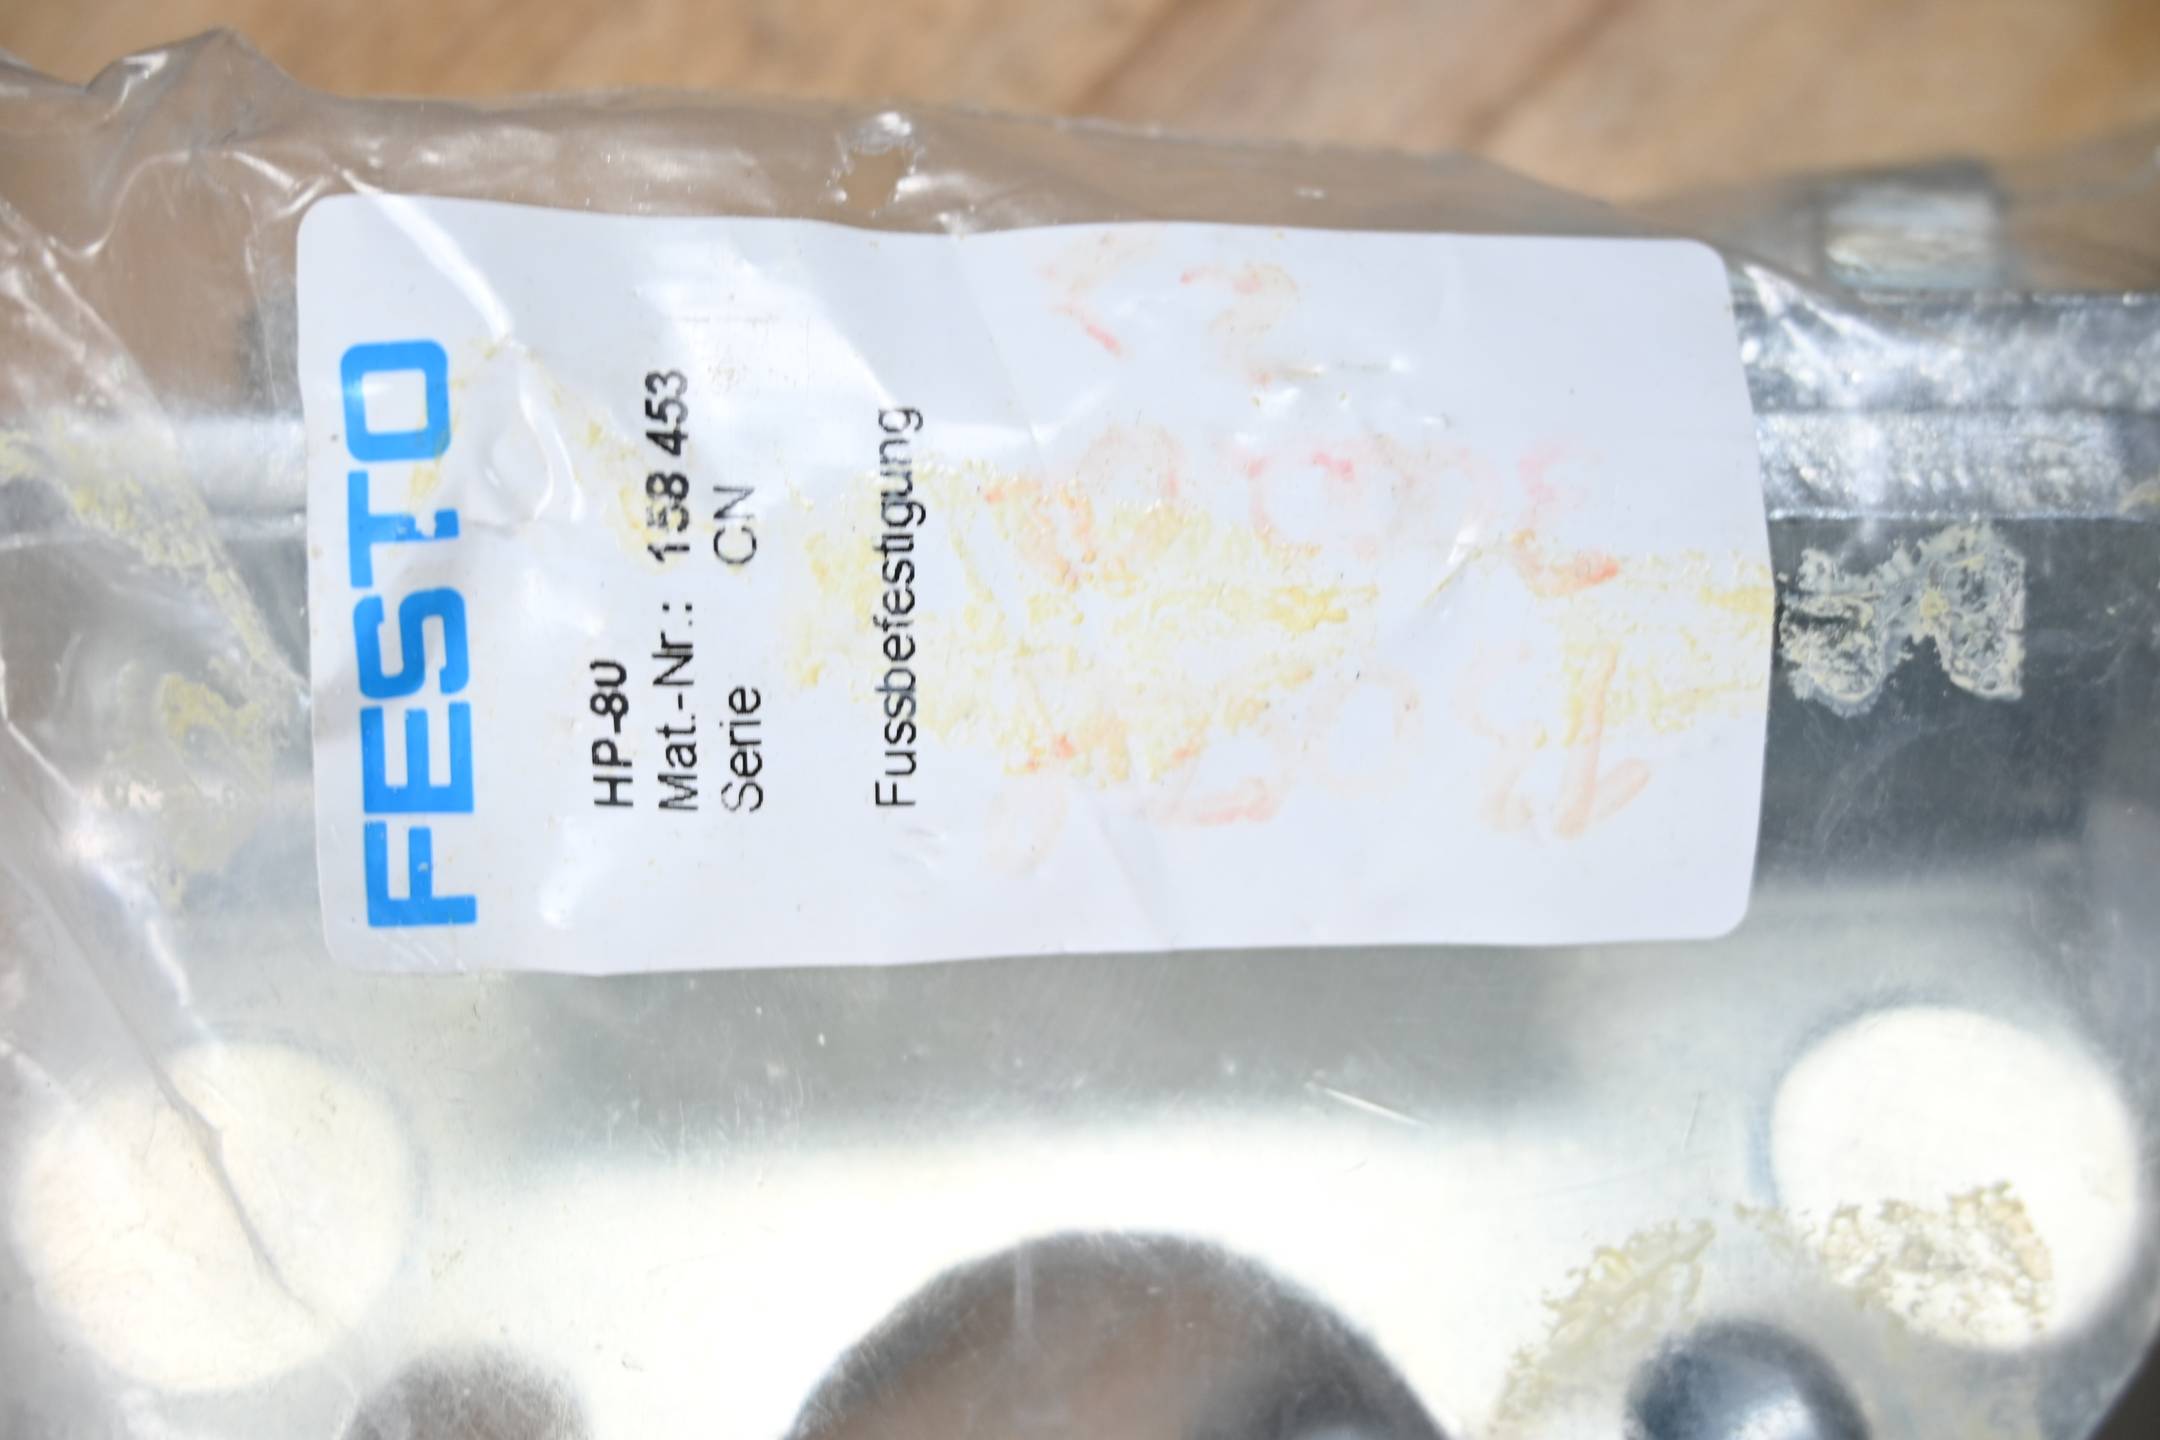 FESTO
HP-80
Mat.-Nr.: 158 453
Serie CN
Fussbefestigung